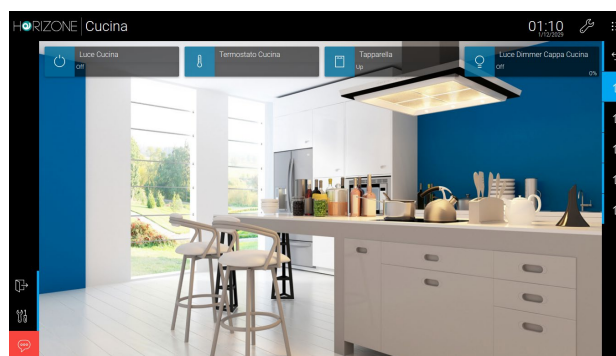 HORIZONE Cucina
01:10
1/12/2029
Luce Cucina
Off
Termostato Cucina
Tapparella
Up
Luce Dimmer Cappa Cucina
Off
0%